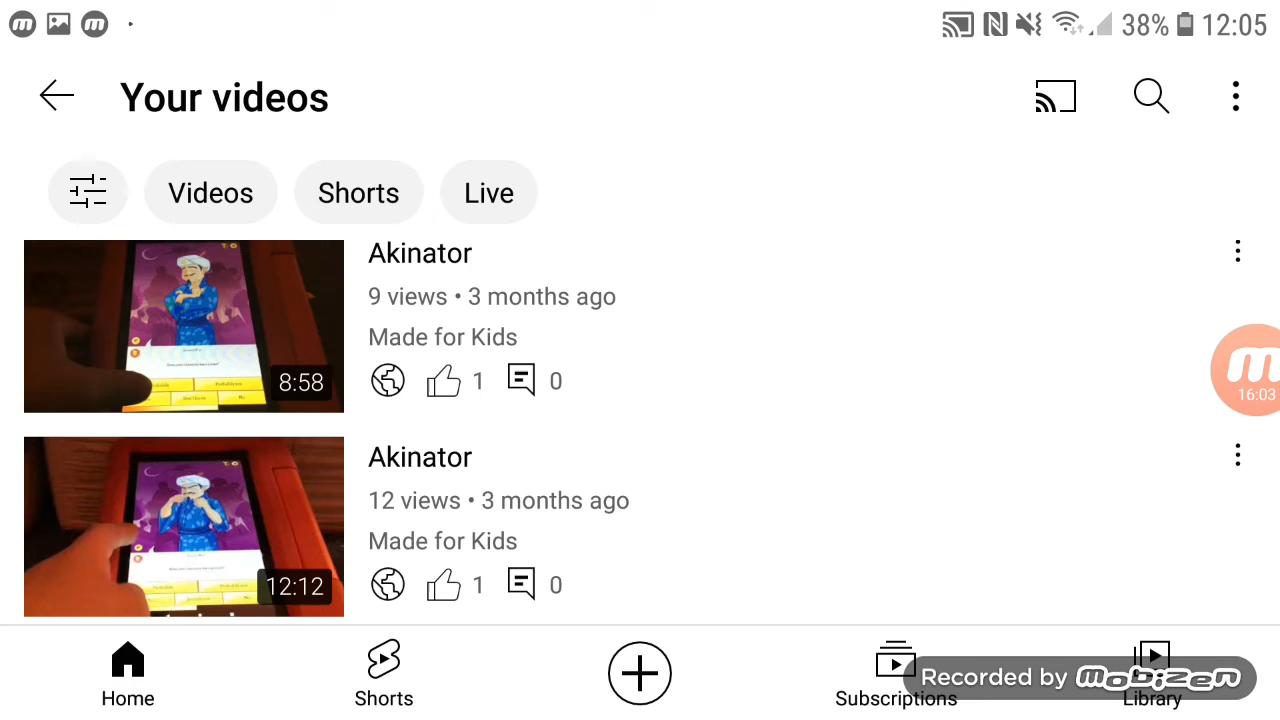 38% 12:05
Your videos
Videos
Shorts
Live
Akinator
9 views • 3 months ago
Made for Kids
1
0
8:58
16:03
Akinator
12 views • 3 months ago
Made for Kids
1
0
12:12
Home
Shorts
Subscriptions
Library
Recorded by mobizen